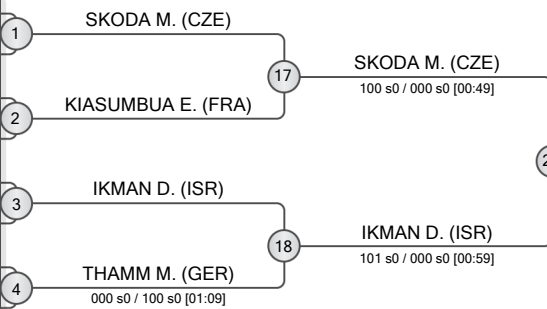 SKODA M. (CZE)
1
17
SKODA M. (CZE)
100 s0 / 000 s0 [00:49]
KIASUMBUA E. (FRA)
2
IKMAN D. (ISR)
3
18
IKMAN D. (ISR)
101 s0 / 000 s0 [00:59]
THAMM M. (GER)
4
000 s0 / 100 s0 [01:09]